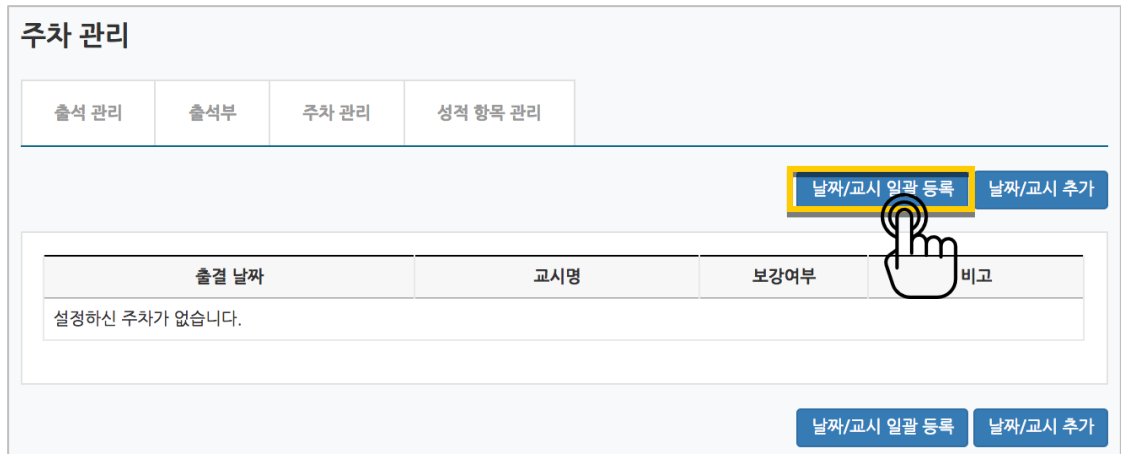 주차 관리
출석 관리 출석부 주차 관리 성적 항목 관리
날짜/교시 일괄 등록 날짜/교시 추가
출결 날짜 교시명 보강여부 비고
설정하신 주차가 없습니다.
날짜/교시 일괄 등록 날짜/교시 추가